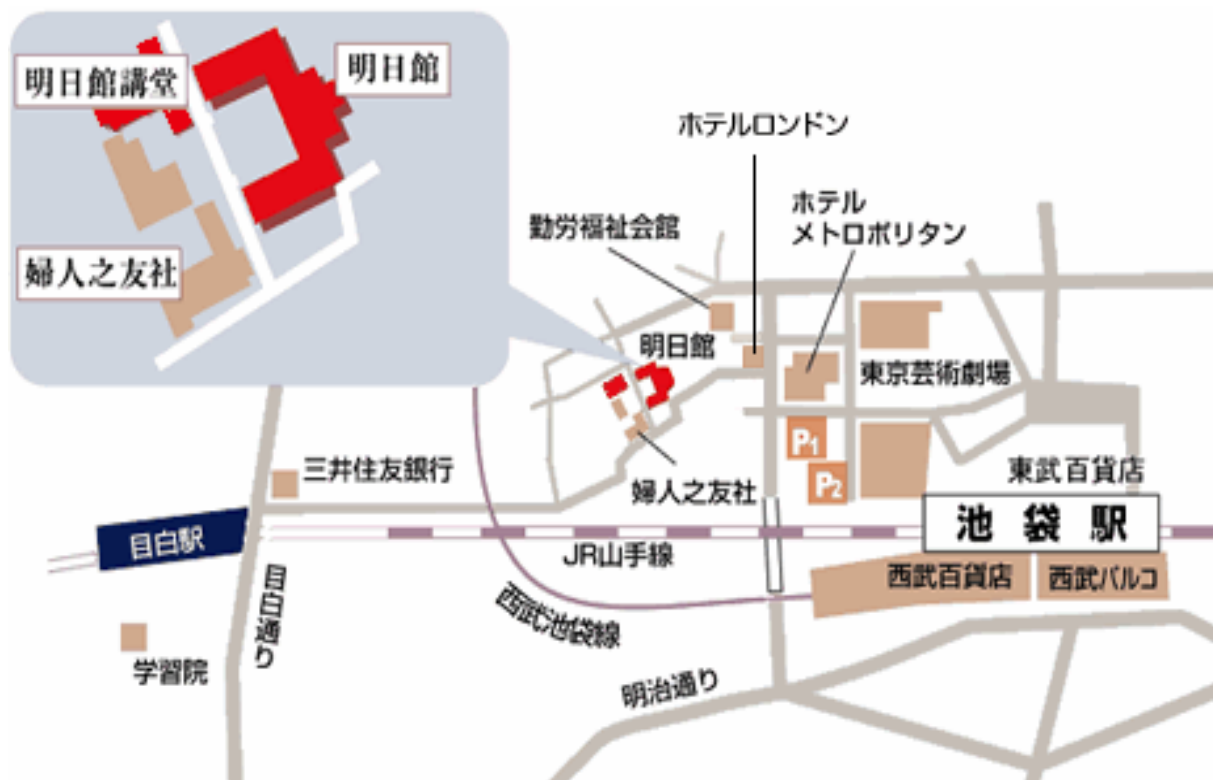 明日館講堂
明日館
婦人之友社
ホテルロンドン
ホテル
メトロポリタン
勤労福祉会館
明日館
東京芸術劇場
P1
P2
三井住友銀行
婦人之友社
東武百貨店
池袋駅
目白駅
JR山手線
西武百貨店
西武パルコ
目白通り
西武池袋線
学習院
明治通り